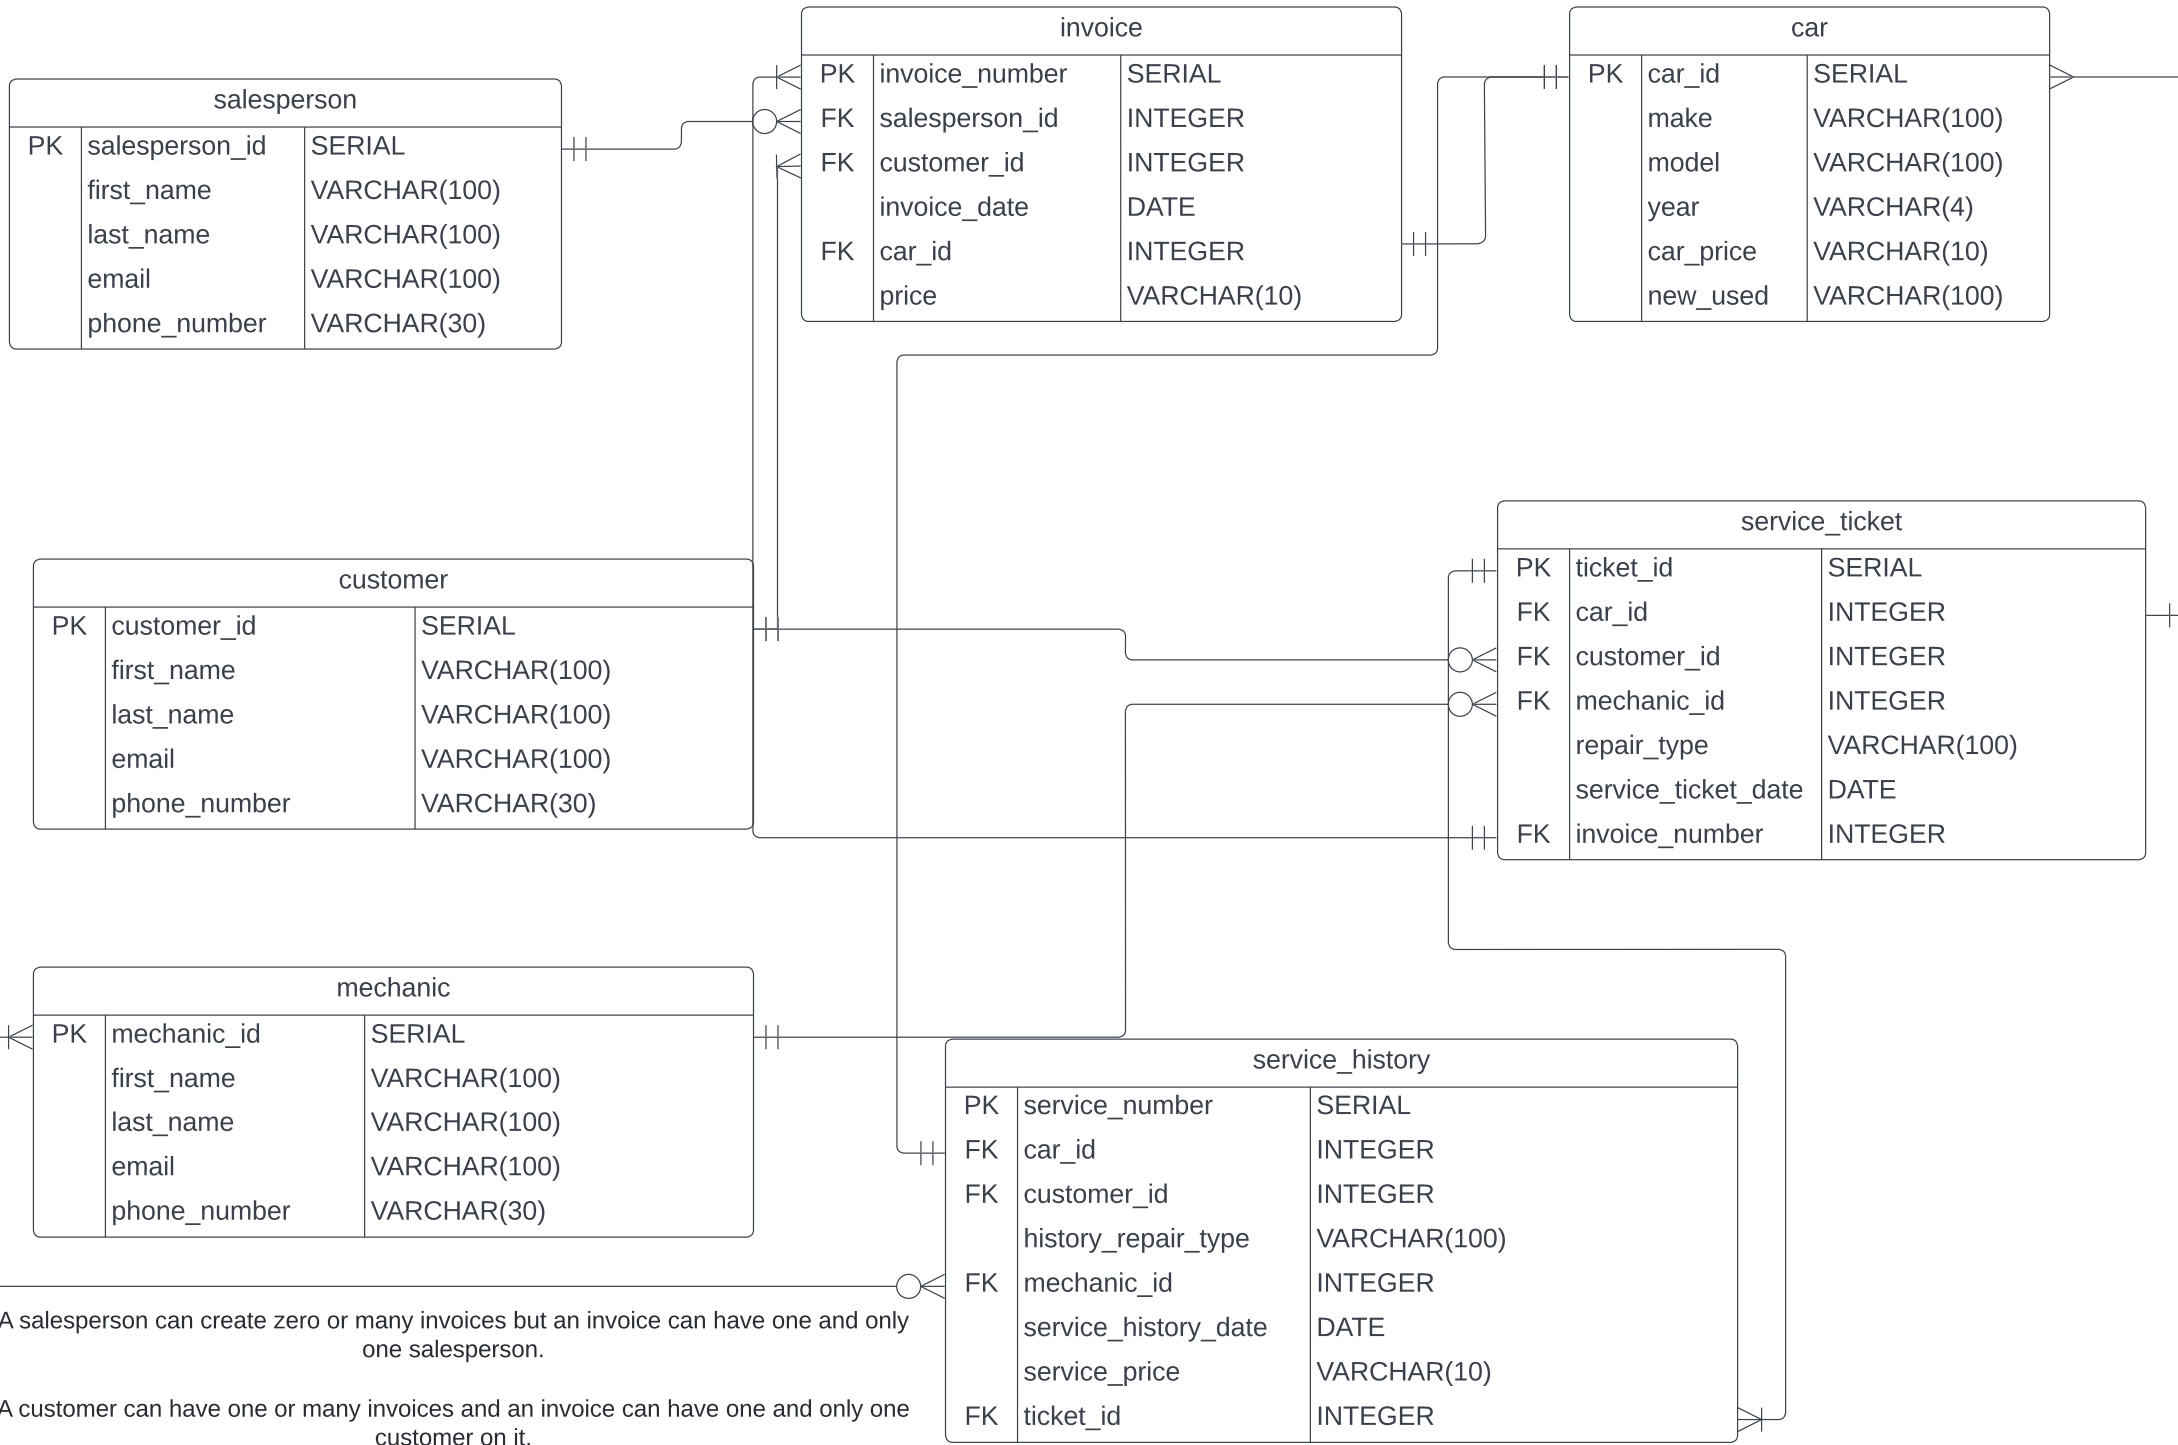 salesperson
PK salesperson_id SERIAL
first_name VARCHAR(100)
last_name VARCHAR(100)
email VARCHAR(100)
phone_number VARCHAR(30)
invoice
PK invoice_number SERIAL
FK salesperson_id INTEGER
FK customer_id INTEGER
invoice_date DATE
FK car_id INTEGER
price VARCHAR(10)
car
PK car_id SERIAL
make VARCHAR(100)
model VARCHAR(100)
year VARCHAR(4)
car_price VARCHAR(10)
new_used VARCHAR(100)
customer
PK customer_id SERIAL
first_name VARCHAR(100)
last_name VARCHAR(100)
email VARCHAR(100)
phone_number VARCHAR(30)
service_ticket
PK ticket_id SERIAL
FK car_id INTEGER
FK customer_id INTEGER
FK mechanic_id INTEGER
repair_type VARCHAR(100)
service_ticket_date DATE
FK invoice_number INTEGER
mechanic
PK mechanic_id SERIAL
first_name VARCHAR(100)
last_name VARCHAR(100)
email VARCHAR(100)
phone_number VARCHAR(30)
service_history
PK service_number SERIAL
FK car_id INTEGER
FK customer_id INTEGER
history_repair_type VARCHAR(100)
FK mechanic_id INTEGER
service_history_date DATE
service_price VARCHAR(10)
FK ticket_id INTEGER
A salesperson can create zero or many invoices but an invoice can have one and only
one salesperson.
A customer can have one or many invoices and an invoice can have one and only one
customer on it.